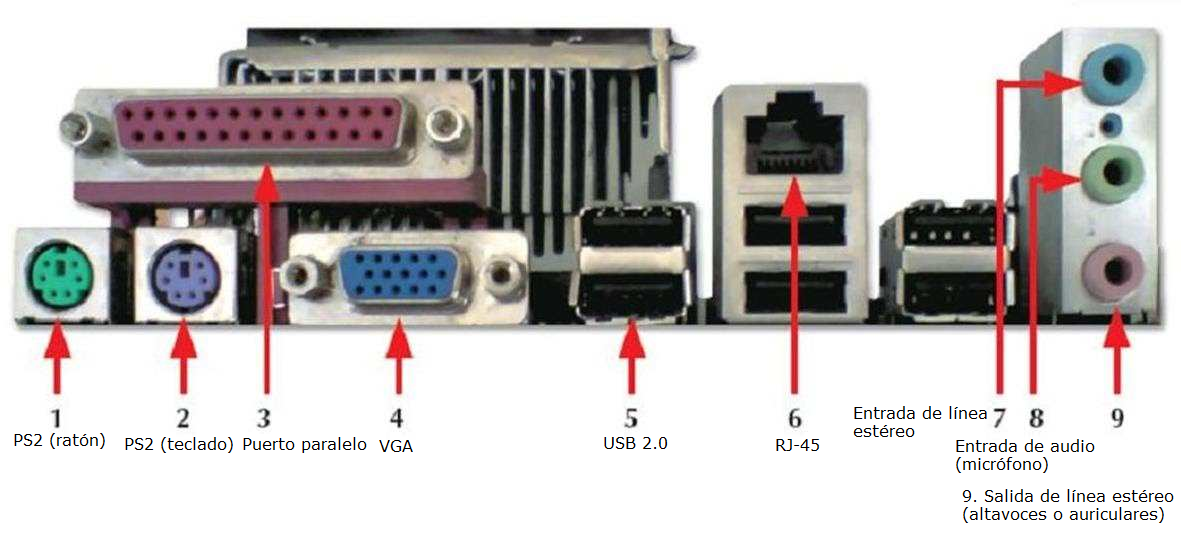 1
PS2 (ratón)
2
PS2 (teclado)
3
Puerto paralelo
4
VGA
5
USB 2.0
6
RJ-45
7
Entrada de línea
estéreo
8
Entrada de audio
(micrófono)
9
9. Salida de línea estéreo
(altavoces o auriculares)